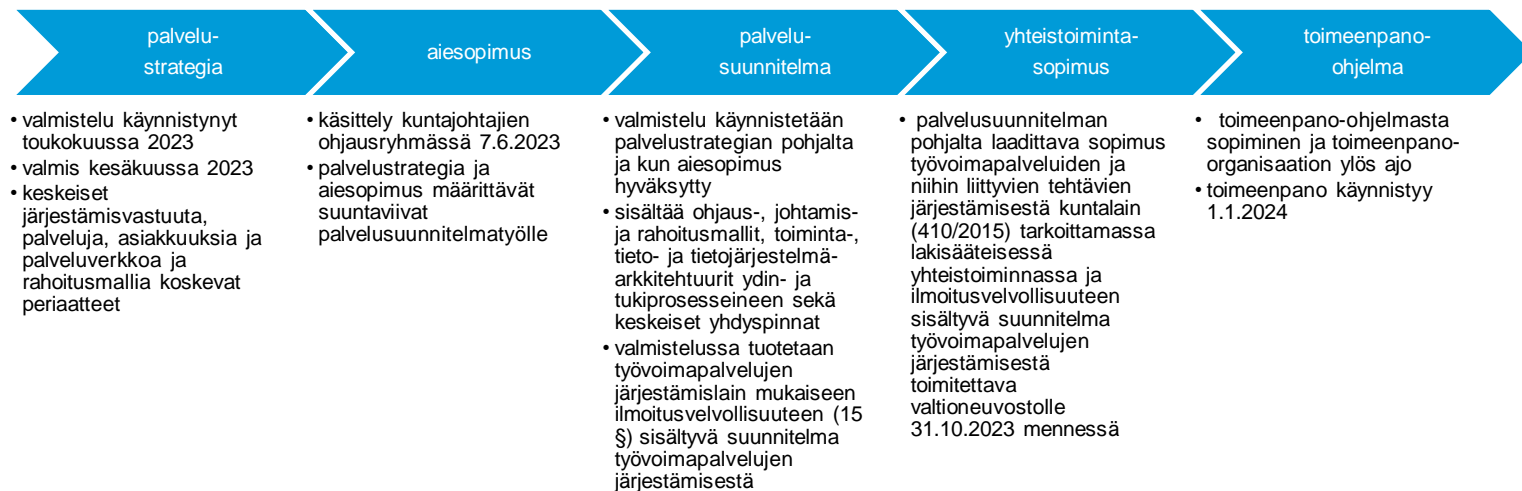 palvelu-
strategia
aiesopimus
palvelu-
suunnitelma
yhteistoiminta-
sopimus
toimeenpano-
ohjelma
• valmistelu käynnistynyt
toukokuussa 2023
• valmis kesäkuussa 2023
• keskeiset
järjestämisvastuuta,
palveluja, asiakkuuksia ja
palveluverkkoa ja
rahoitusmallia koskevat
periaatteet
• käsittely kuntajohtajien
ohjausryhmässä 7.6.2023
• palvelustrategia ja
aiesopimus määrittävät
suuntaviivat
palvelusuunnitelmatyölle
• valmistelu käynnistetään
palvelustrategian pohjalta
ja kun aiesopimus
hyväksytty
• sisältää ohjaus-, johtamis-
ja rahoitusmallit, toiminta-,
tieto- ja tietojärjestelmä-
arkkitehtuurit ydin- ja
tukiprosesseineen sekä
keskeiset yhdyspinnat
• valmistelussa tuotetaan
työvoimapalvelujen
järjestämislain mukaiseen
ilmoitusvelvollisuuteen (15
§) sisältyvä suunnitelma
työvoimapalvelujen
järjestämisestä
• palvelusuunnitelman
pohjalta laadittava sopimus
työvoimapalveluiden ja
niihin liittyvien tehtävien
järjestämisestä kuntalain
(410/2015) tarkoittamassa
lakisääteisessä
yhteistoiminnassa ja
ilmoitusvelvollisuuteen
sisältyvä suunnitelma
työvoimapalvelujen
järjestämisestä
toimitettava
valtioneuvostolle
31.10.2023 mennessä
• toimeenpano-ohjelmasta
sopiminen ja toimeenpano-
organisaation ylös ajo
• toimeenpano käynnistyy
1.1.2024